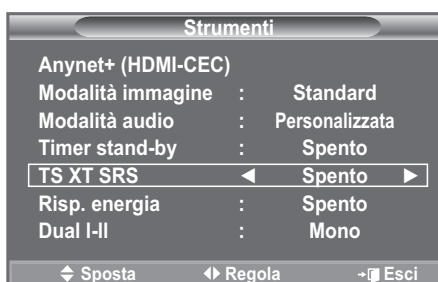 Strumenti
Anynet+ (HDMI-CEC)
Modalità immagine : Standard
Modalità audio : Personalizzata
Timer stand-by : Spento
TS XT SRS ◄ Spento ►
Risp. energia : Spento
Dual I-II : Mono
Sposta Regola Esci